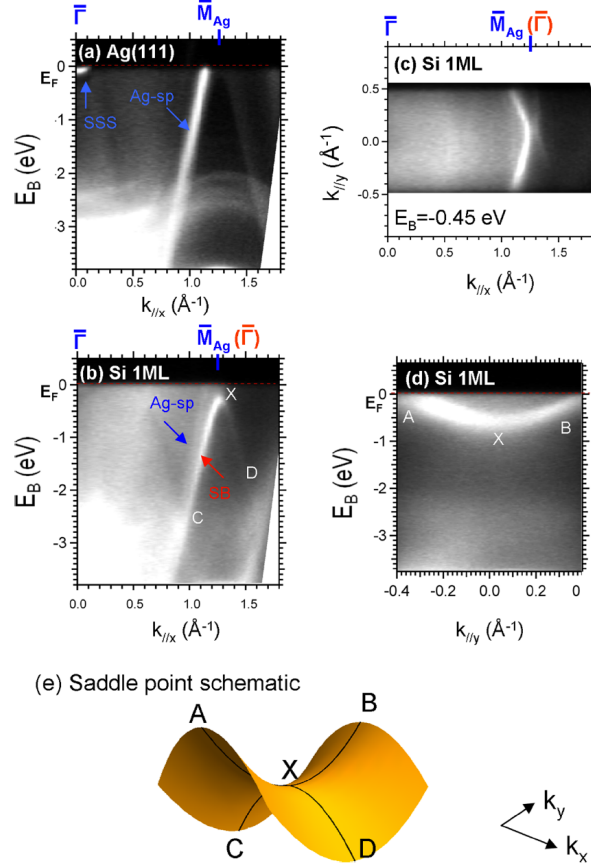 Γ̅ M̅Ag
(a) Ag(111)
EF
0
-1
-2
-3
SSS
Ag-sp
EB (eV)
0.0 0.5 1.0 1.5
k//x (Å⁻¹)
Γ̅ M̅Ag (Γ̅)
(c) Si 1ML
0.5
0.0
-0.5
k//y (Å⁻¹)
EB=-0.45 eV
0.0 0.5 1.0 1.5
k//x (Å⁻¹)
Γ̅ M̅Ag (Γ̅)
(b) Si 1ML
EF
0
-1
-2
-3
Ag-sp
X
D
SB
C
EB (eV)
0.0 0.5 1.0 1.5
k//x (Å⁻¹)
(d) Si 1ML
EF
0
-1
-2
-3
A
X
B
EB (eV)
-0.4 -0.2 0.0 0.2 0
k//y (Å⁻¹)
(e) Saddle point schematic
A
B
X
C
D
ky
kx